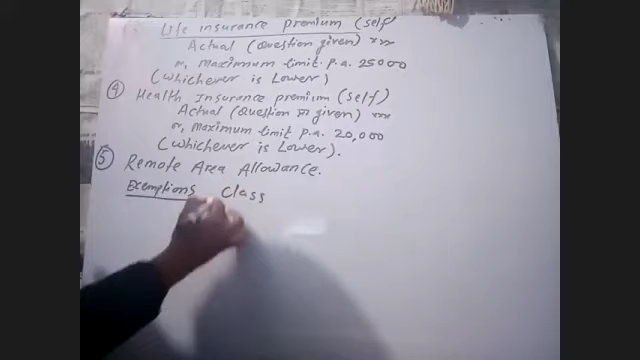 Life insurance premium (self
Actual (Question given) xxx
or, maximum limit p.a. 25000
(whichever is Lower)
④ Health Insurance premium (self)
Actual (Question given) xxx
or, maximum limit p.a. 20,000
(whichever is Lower).
⑤ Remote Area Allowance.
Exemptions Class